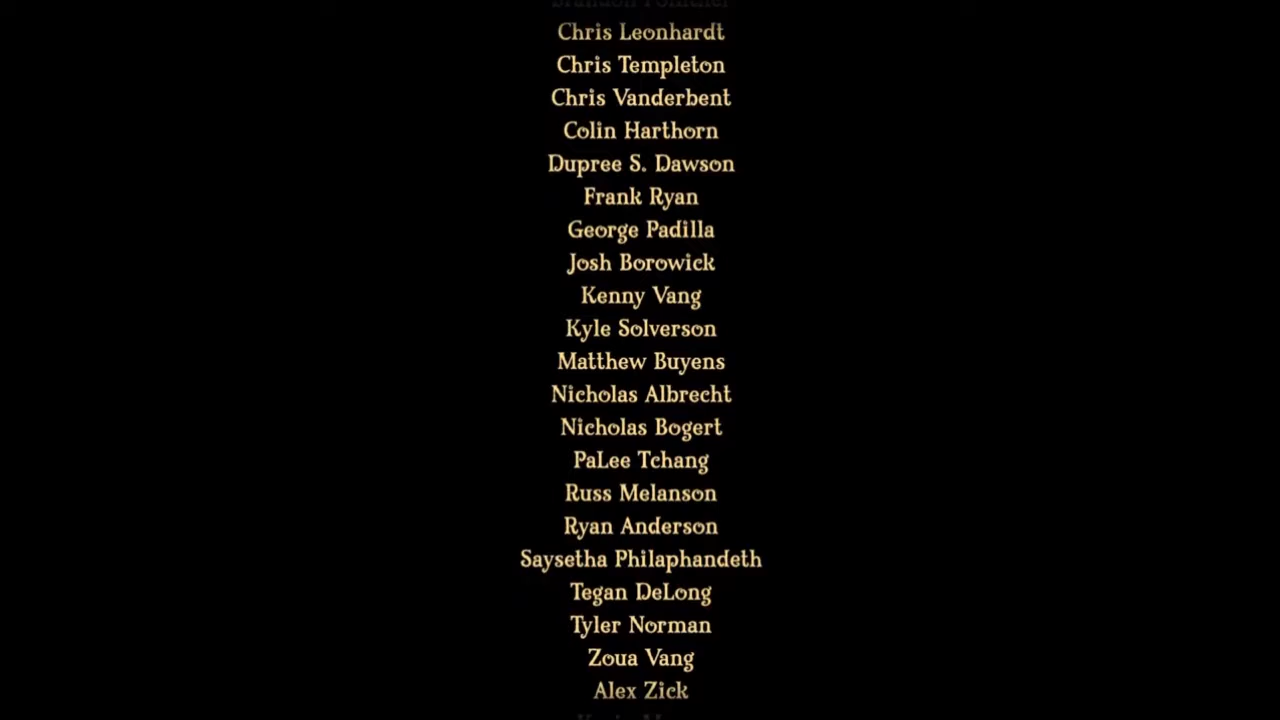 Chris Leonhardt
Chris Templeton
Chris Vanderbent
Colin Harthorn
Dupree S. Dawson
Frank Ryan
George Padilla
Josh Borowick
Kenny Vang
Kyle Solverson
Matthew Buyens
Nicholas Albrecht
Nicholas Bogert
PaLee Tchang
Russ Melanson
Ryan Anderson
Saysetha Philaphandeth
Tegan DeLong
Tyler Norman
Zoua Vang
Alex Zick